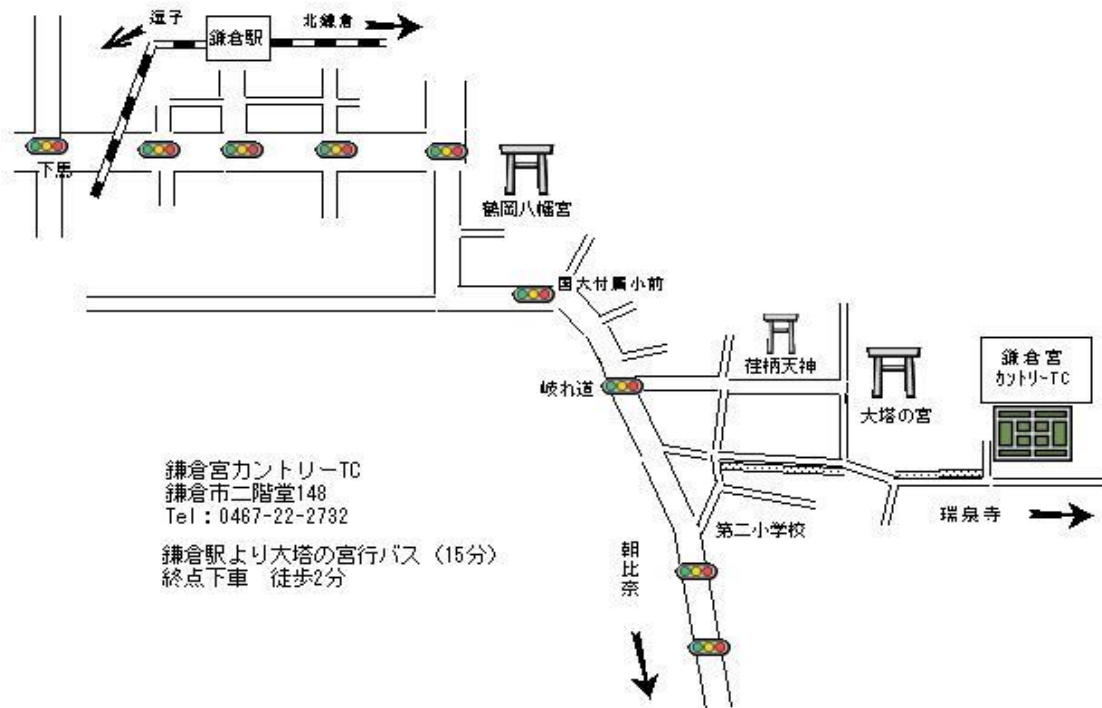 逗子
北鎌倉
鎌倉駅
下馬
鶴岡八幡宮
国大付属小前
荏柄天神
鎌倉宮
カントリーTC
岐れ道
大塔の宮
鎌倉宮カントリーTC
鎌倉市二階堂148
Tel：0467-22-2732
瑞泉寺
第二小学校
朝比奈
鎌倉駅より大塔の宮行バス（15分）
終点下車　徒歩2分